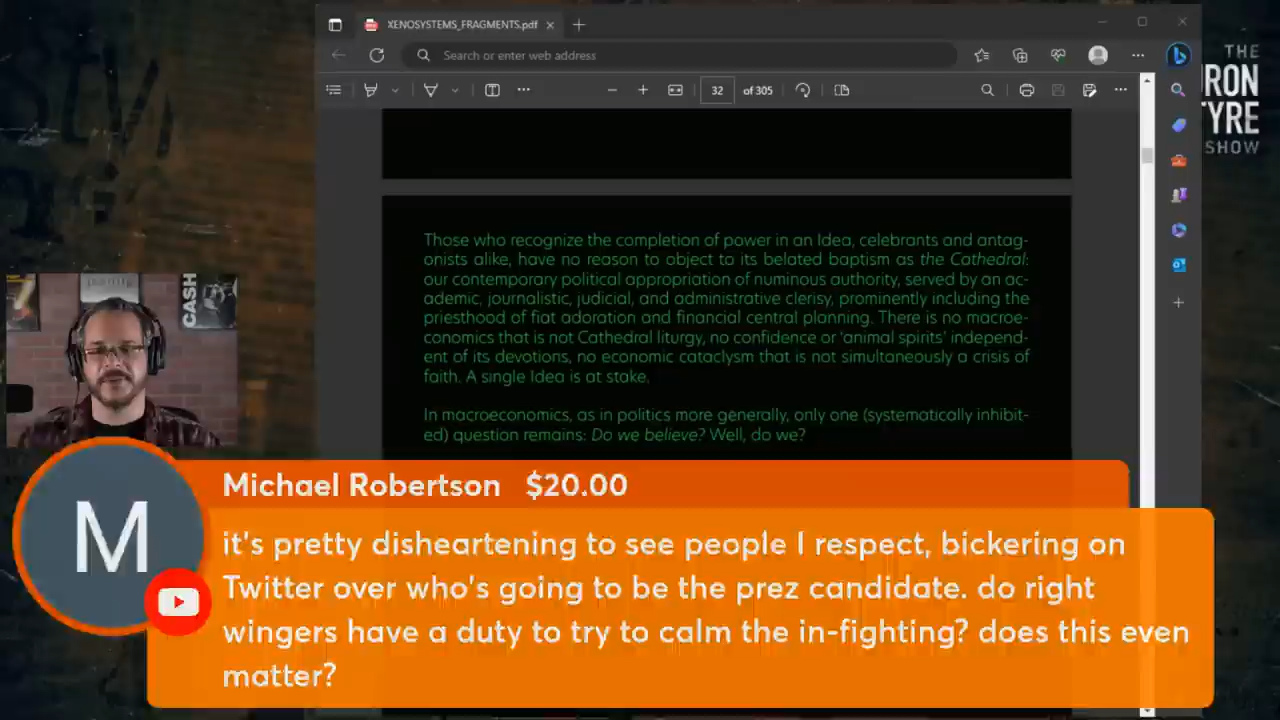 XENOSYSTEMS_FRAGMENTS.pdf
Search or enter web address
32 of 305
THE
IRON
TYRE
SHOW
Those who recognize the completion of power in an Idea, celebrants and antag-
onists alike, have no reason to object to its belated baptism as the Cathedral:
our contemporary political appropriation of numinous authority, served by an ac-
ademic, journalistic, judicial, and administrative clerisy, prominently including the
priesthood of fiat adoration and financial central planning. There is no macroe-
conomics that is not Cathedral liturgy, no confidence or ‘animal spirits’ independ-
ent of its devotions, no economic cataclysm that is not simultaneously a crisis of
faith. A single Idea is at stake.
In macroeconomics, as in politics more generally, only one (systematically inhibit-
ed) question remains: Do we believe? Well, do we?
CASH
M
Michael Robertson $20.00
it's pretty disheartening to see people I respect, bickering on
Twitter over who's going to be the prez candidate. do right
wingers have a duty to try to calm the in-fighting? does this even
matter?